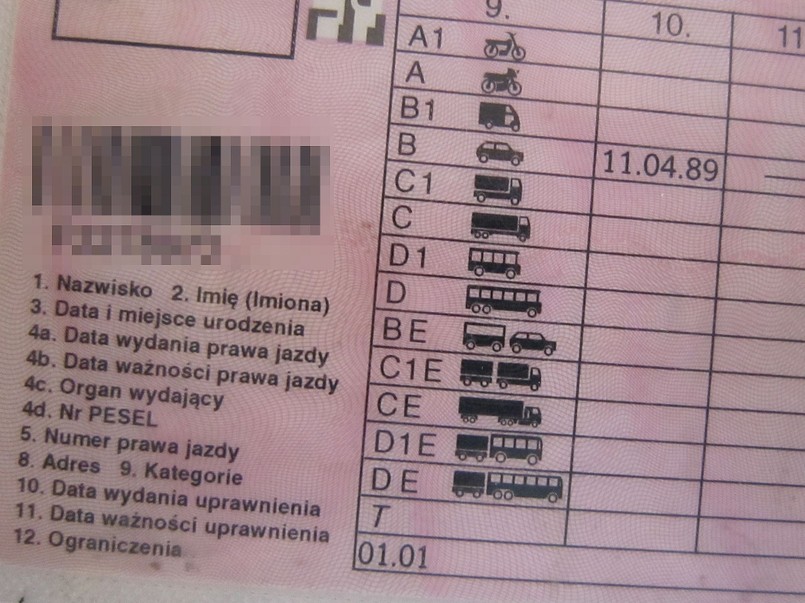 9. 10. 11
A1
A
B1
B 11.04.89
C1
C
D1
D
BE
C1E
CE
D1E
DE
T
01.01
1. Nazwisko 2. Imię (Imiona)
3. Data i miejsce urodzenia
4a. Data wydania prawa jazdy
4b. Data ważności prawa jazdy
4c. Organ wydający
4d. Nr PESEL
5. Numer prawa jazdy
8. Adres 9. Kategorie
10. Data wydania uprawnienia
11. Data ważności uprawnienia
12. Ograniczenia